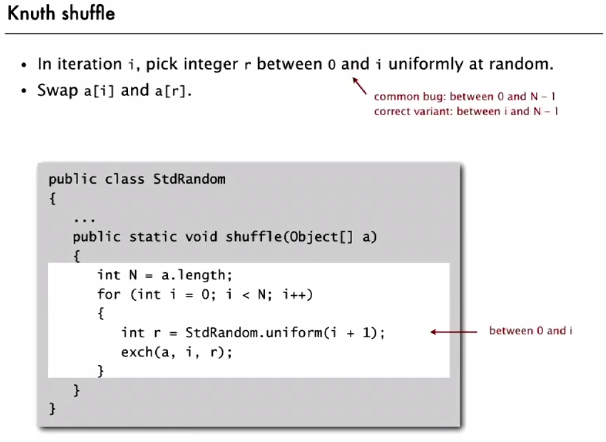 Knuth shuffle
• In iteration i, pick integer r between 0 and i uniformly at random.
• Swap a[i] and a[r].
common bug: between 0 and N – 1
correct variant: between i and N – 1
public class StdRandom
{
...
public static void shuffle(Object[] a)
{
int N = a.length;
for (int i = 0; i < N; i++)
{
int r = StdRandom.uniform(i + 1);
between 0 and i
exch(a, i, r);
}
}
}